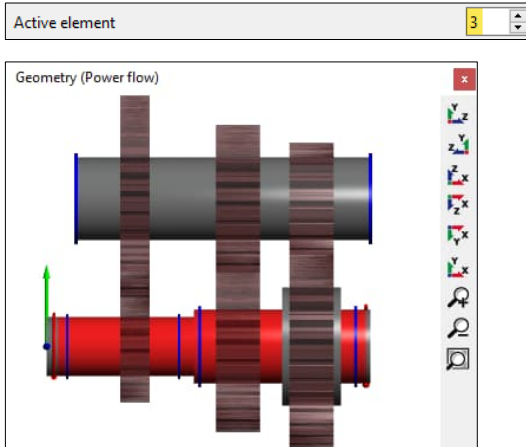 Active element 3
Geometry (Power flow) x
Y Z
Z Y
Z X
Z X
Y X
Y X